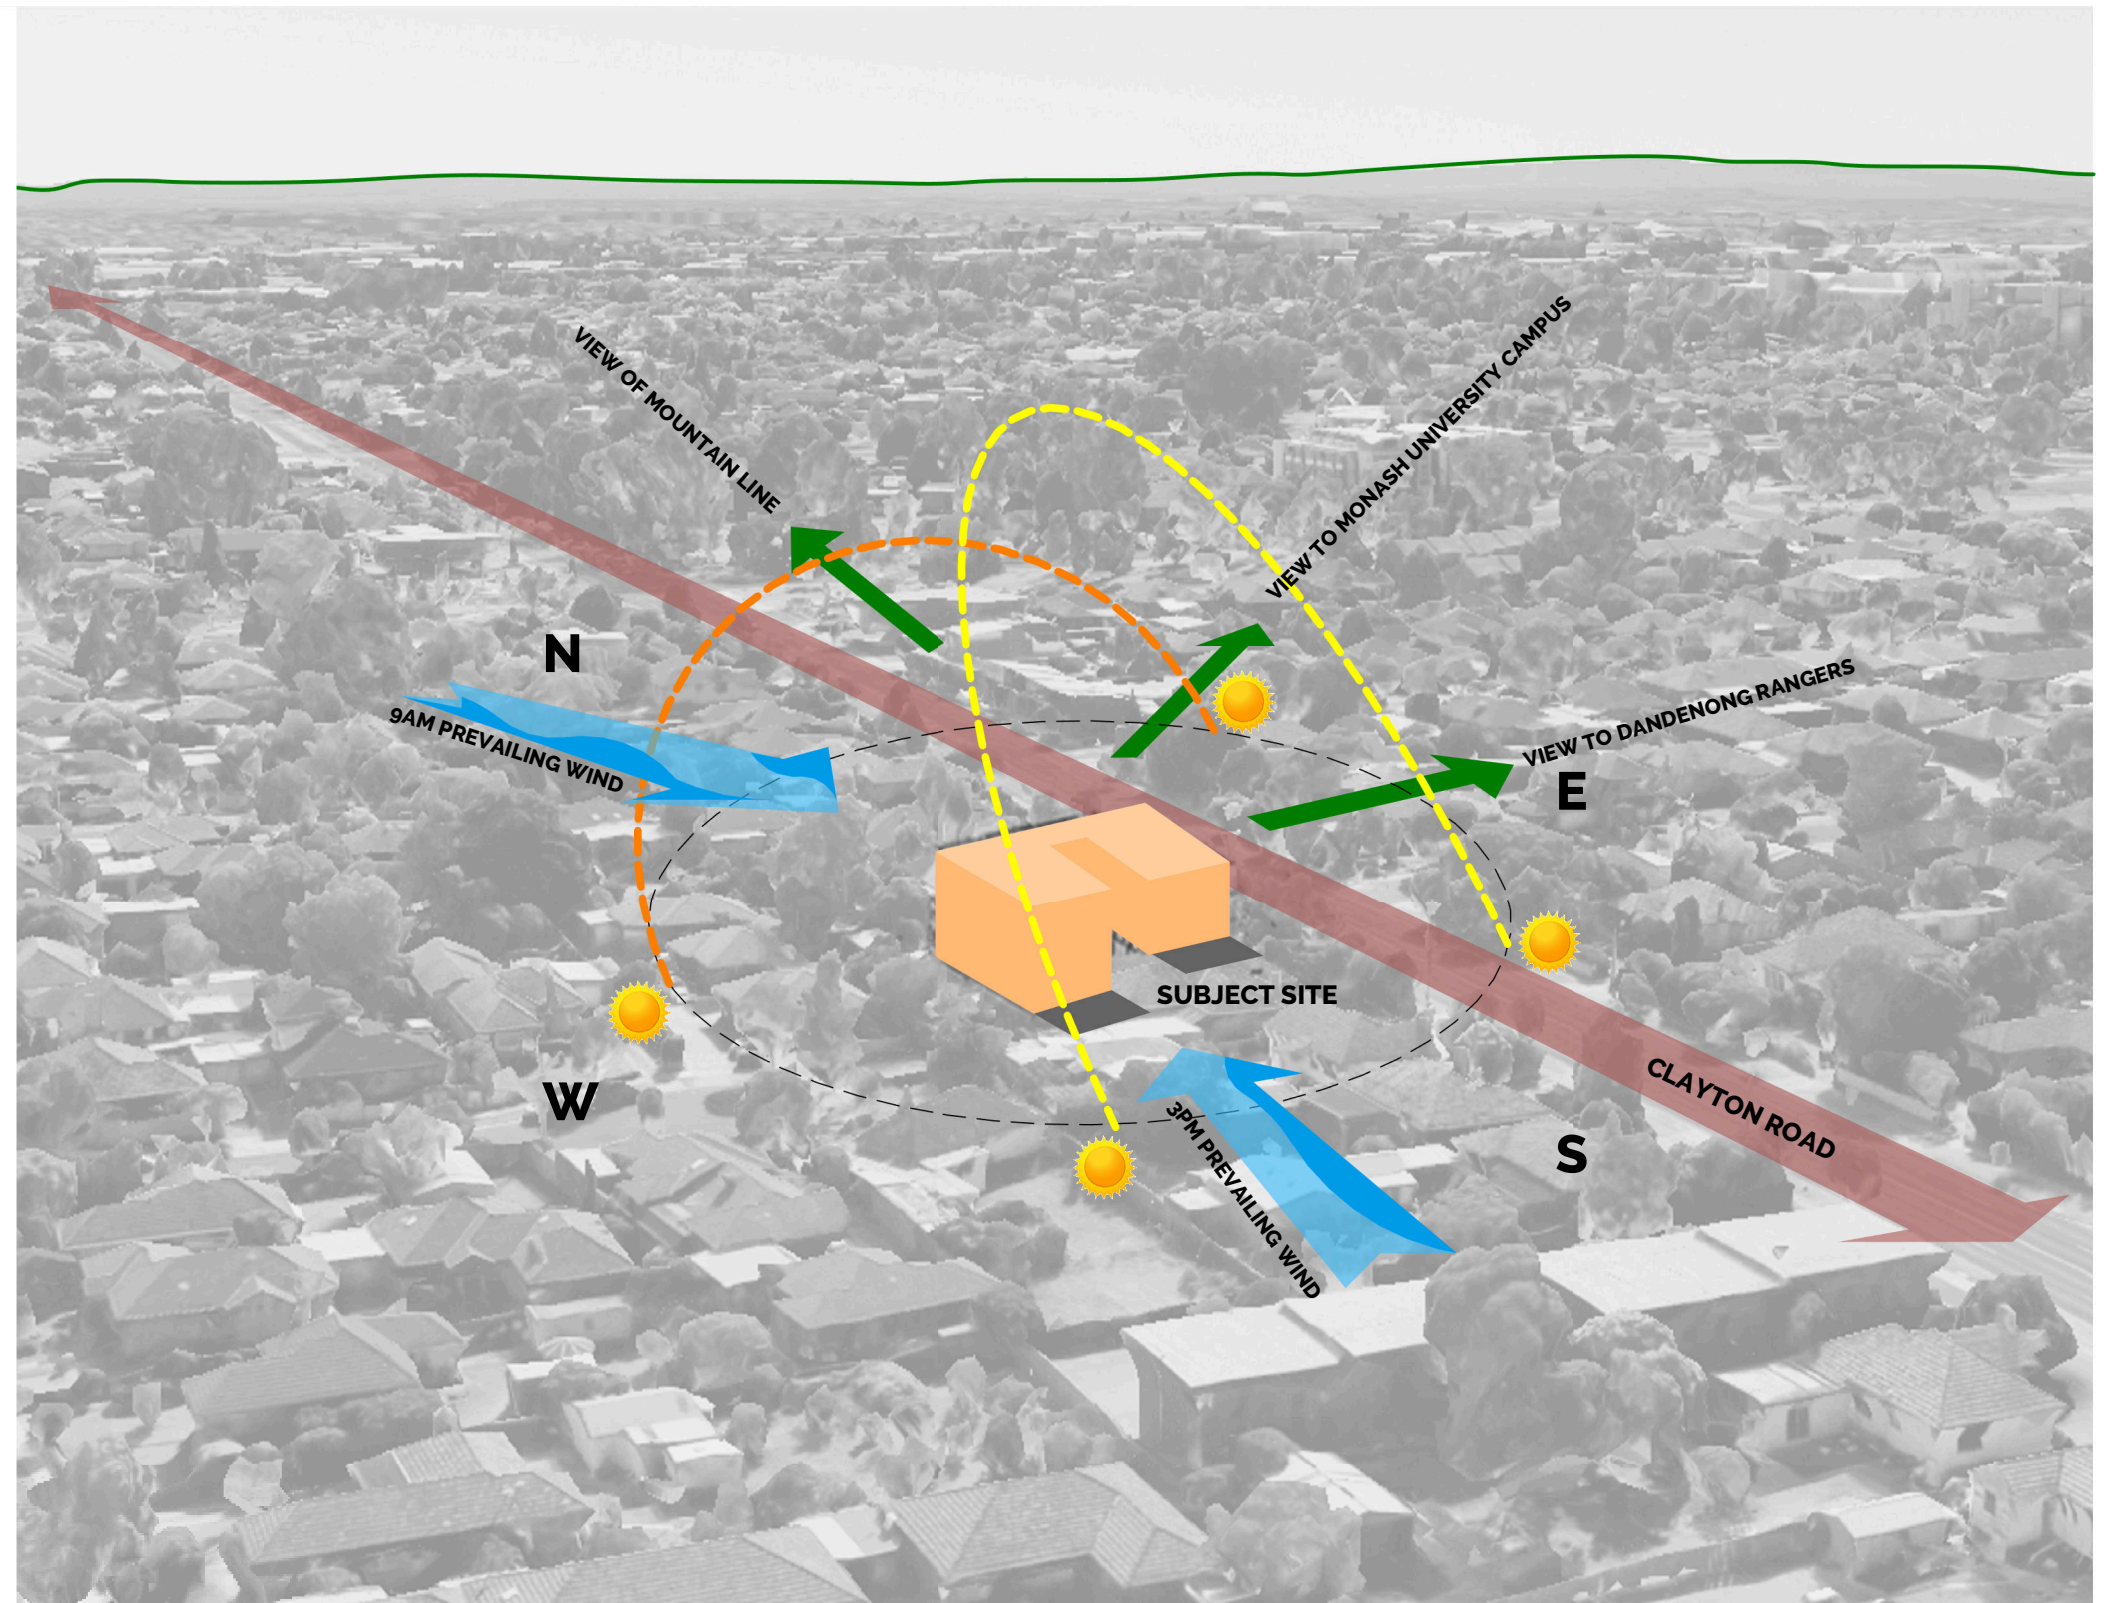 VIEW OF MOUNTAIN LINE
VIEW TO MONASH UNIVERSITY CAMPUS
N
VIEW TO DANDENONG RANGERS
9AM PREVAILING WIND
E
SUBJECT SITE
CLAYTON ROAD
W
3PM PREVAILING WIND
S